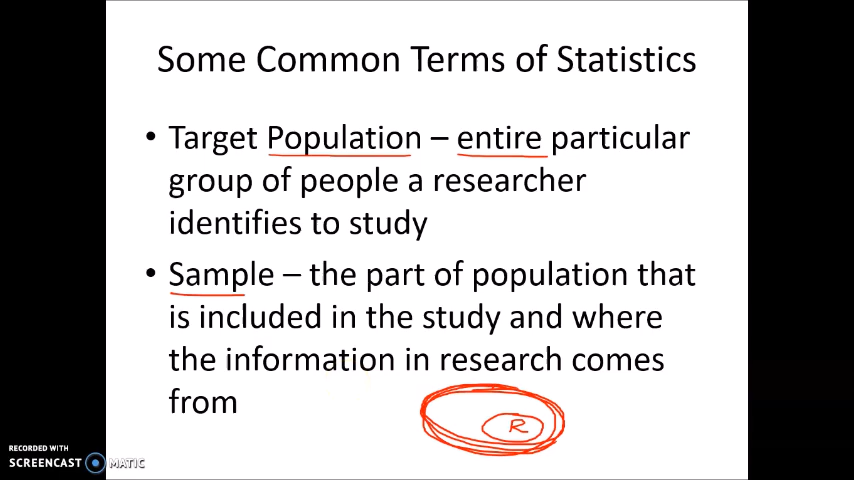 Some Common Terms of Statistics
• Target Population – entire particular
group of people a researcher
identifies to study
• Sample – the part of population that
is included in the study and where
the information in research comes
from
R
RECORDED WITH
SCREENCAST MATIC